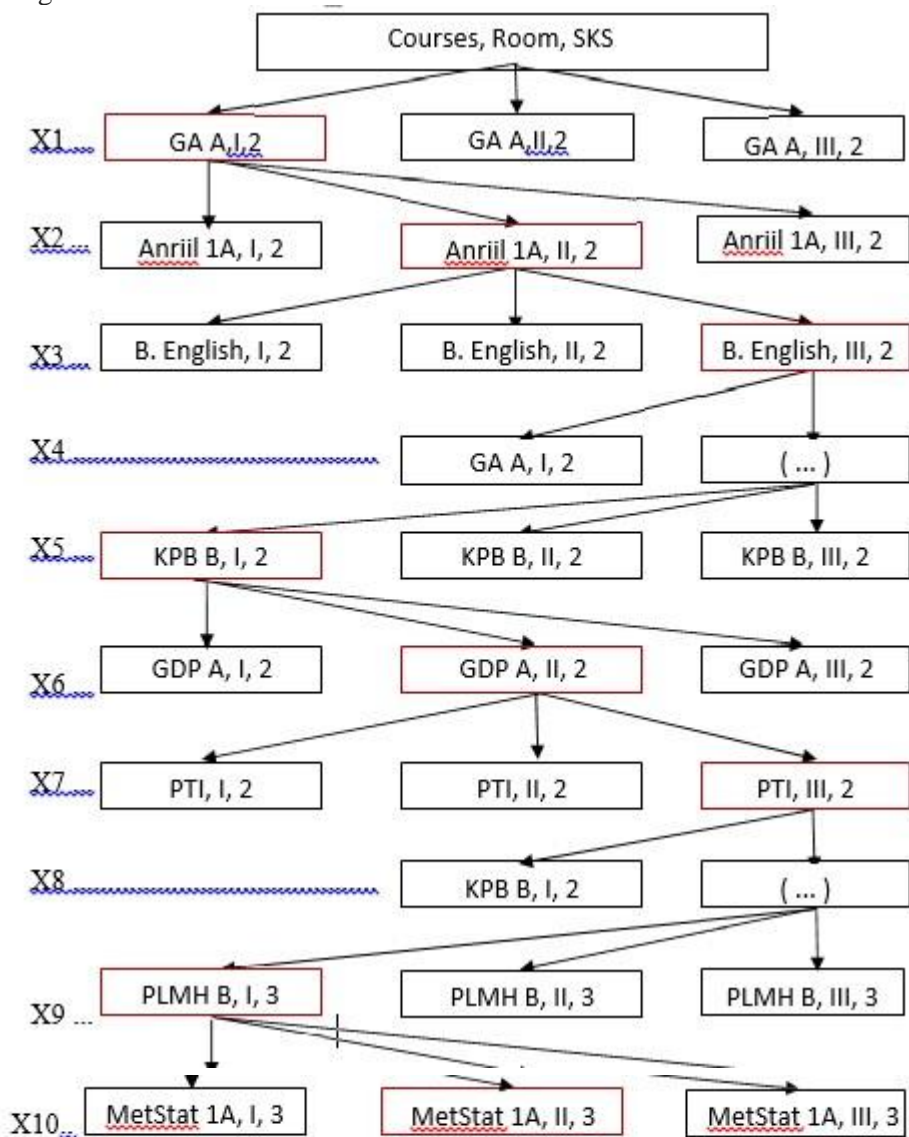 Courses, Room, SKS
X1 ... GA A,I,2 GA A,II,2 GA A, III, 2
X2 ... Anriil 1A, I, 2 Anriil 1A, II, 2 Anriil 1A, III, 2
X3 ... B. English, I, 2 B. English, II, 2 B. English, III, 2
X4 ................................................ GA A, I, 2 ( ... )
X5 ... KPB B, I, 2 KPB B, II, 2 KPB B, III, 2
X6 ... GDP A, I, 2 GDP A, II, 2 GDP A, III, 2
X7 ... PTI, I, 2 PTI, II, 2 PTI, III, 2
X8 ................................................ KPB B, I, 2 ( ... )
X9 ... PLMH B, I, 3 PLMH B, II, 3 PLMH B, III, 3
X10.. MetStat 1A, I, 3 MetStat 1A, II, 3 MetStat 1A, III, 3